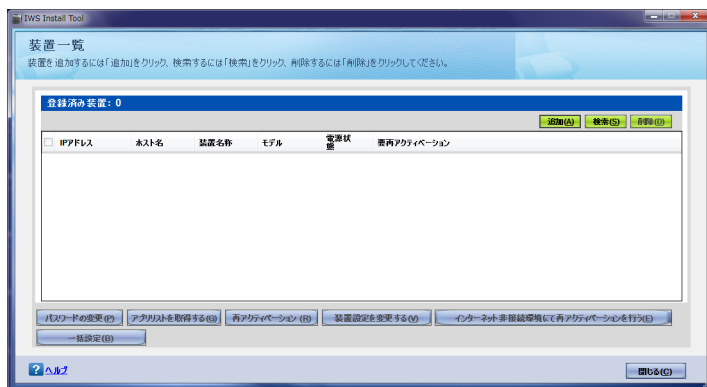 IWS Install Tool
装置一覧
装置を追加するには「追加」をクリック、検索するには「検索」をクリック、削除するには「削除」をクリックしてください。
登録済み装置: 0
追加(A) 検索(S) 削除(D)
IPアドレス ホスト名 装置名称 モデル 電源状態 要再アクティベーション
パスワードの変更(P) アプリリストを取得する(G) 再アクティベーション (R) 装置設定を変更する(V) インターネット非接続環境にて再アクティベーションを行う(E)
一括設定(B)
? ヘルプ 閉じる(C)